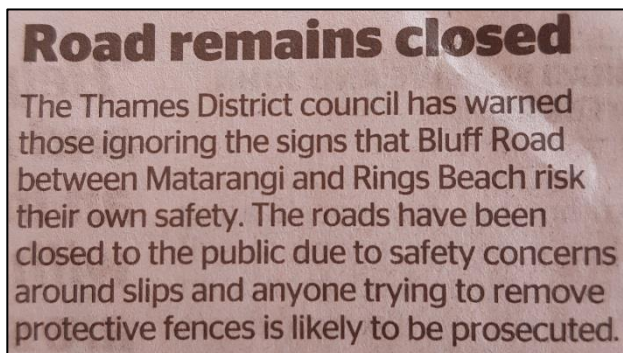 Road remains closed
The Thames District council has warned
those ignoring the signs that Bluff Road
between Matarangi and Rings Beach risk
their own safety. The roads have been
closed to the public due to safety concerns
around slips and anyone trying to remove
protective fences is likely to be prosecuted.